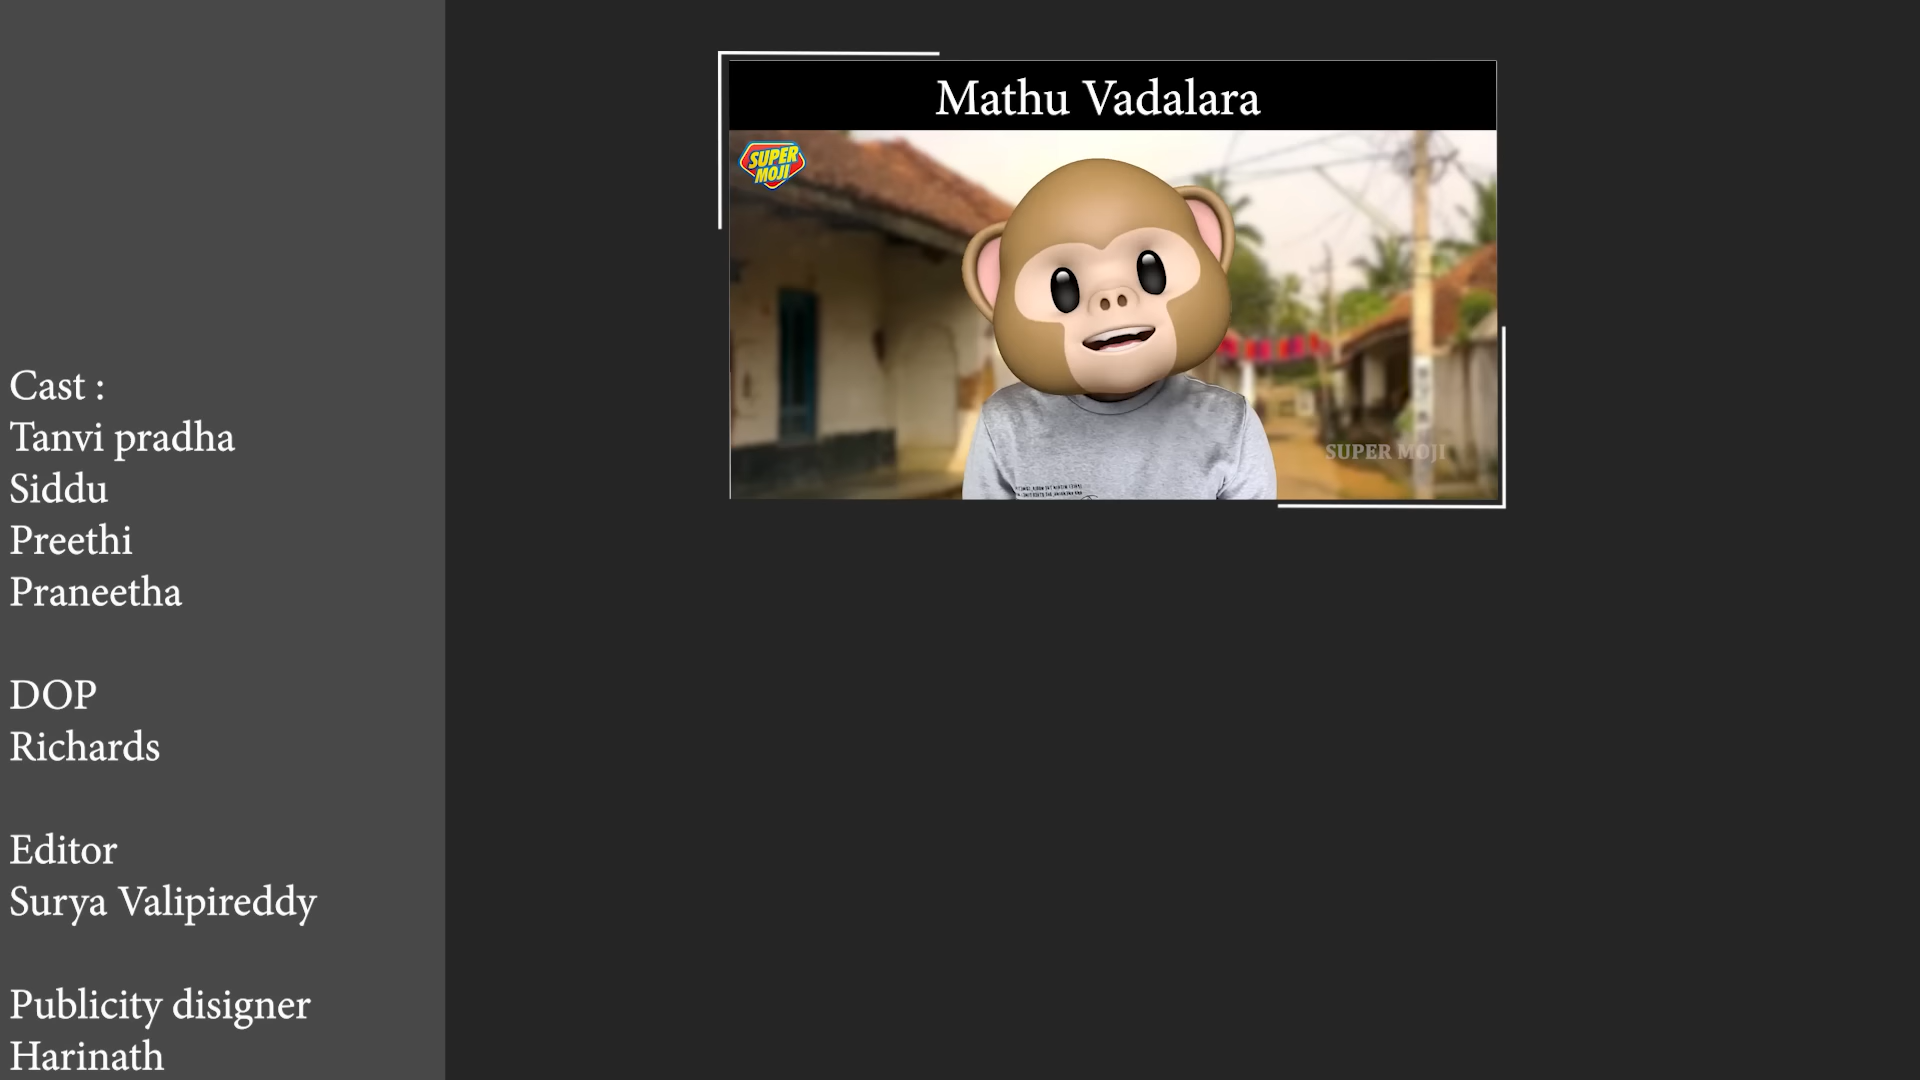 Cast :
Tanvi pradha
Siddu
Preethi
Praneetha
DOP
Richards
Editor
Surya Valipireddy
Publicity disigner
Harinath
Mathu Vadalara
SUPER
MOJI
SUPER MOJI